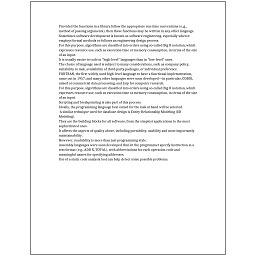 Provided the functions in a library follow the appropriate run-time conventions (e.g.,
method of passing arguments), then these functions may be written in any other language.
Sometimes software development is known as software engineering, especially when it
employs formal methods or follows an engineering design process.
For this purpose, algorithms are classified into orders using so-called Big O notation, which
expresses resource use, such as execution time or memory consumption, in terms of the size
of an input.
It is usually easier to code in "high-level" languages than in "low-level" ones.
The choice of language used is subject to many considerations, such as company policy,
suitability to task, availability of third-party packages, or individual preference.
FORTRAN, the first widely used high-level language to have a functional implementation,
came out in 1957, and many other languages were soon developed—in particular, COBOL
aimed at commercial data processing, and Lisp for computer research.
For this purpose, algorithms are classified into orders using so-called Big O notation, which
expresses resource use, such as execution time or memory consumption, in terms of the size
of an input.
Scripting and breakpointing is also part of this process.
Ideally, the programming language best suited for the task at hand will be selected.
A similar technique used for database design is Entity-Relationship Modeling (ER
Modeling).
They are the building blocks for all software, from the simplest applications to the most
sophisticated ones.
It affects the aspects of quality above, including portability, usability and most importantly
maintainability.
However, readability is more than just programming style.
Assembly languages were soon developed that let the programmer specify instruction in a
text format (e.g., ADD X, TOTAL), with abbreviations for each operation code and
meaningful names for specifying addresses.
Use of a static code analysis tool can help detect some possible problems.